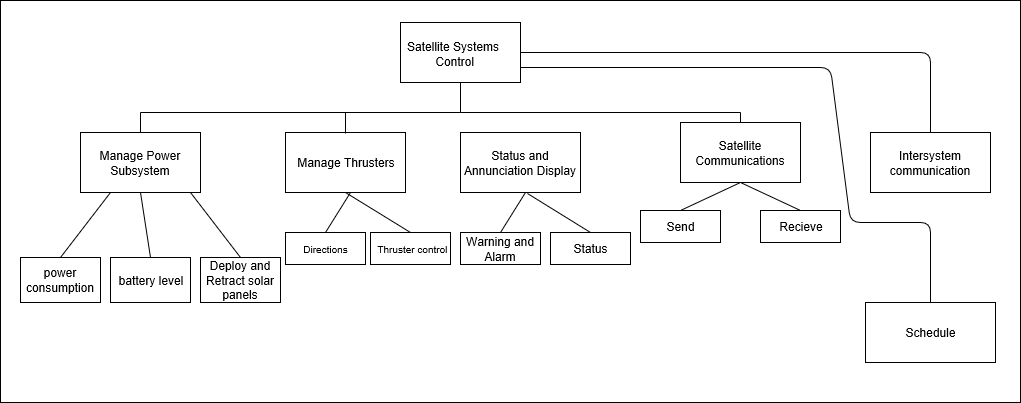 Satellite Systems
Control
Manage Power
Subsystem
Manage Thrusters
Status and
Annunciation Display
Satellite
Communications
Intersystem
communication
Send
Recieve
Directions
Thruster control
Warning and
Alarm
Status
power
consumption
battery level
Deploy and
Retract solar
panels
Schedule